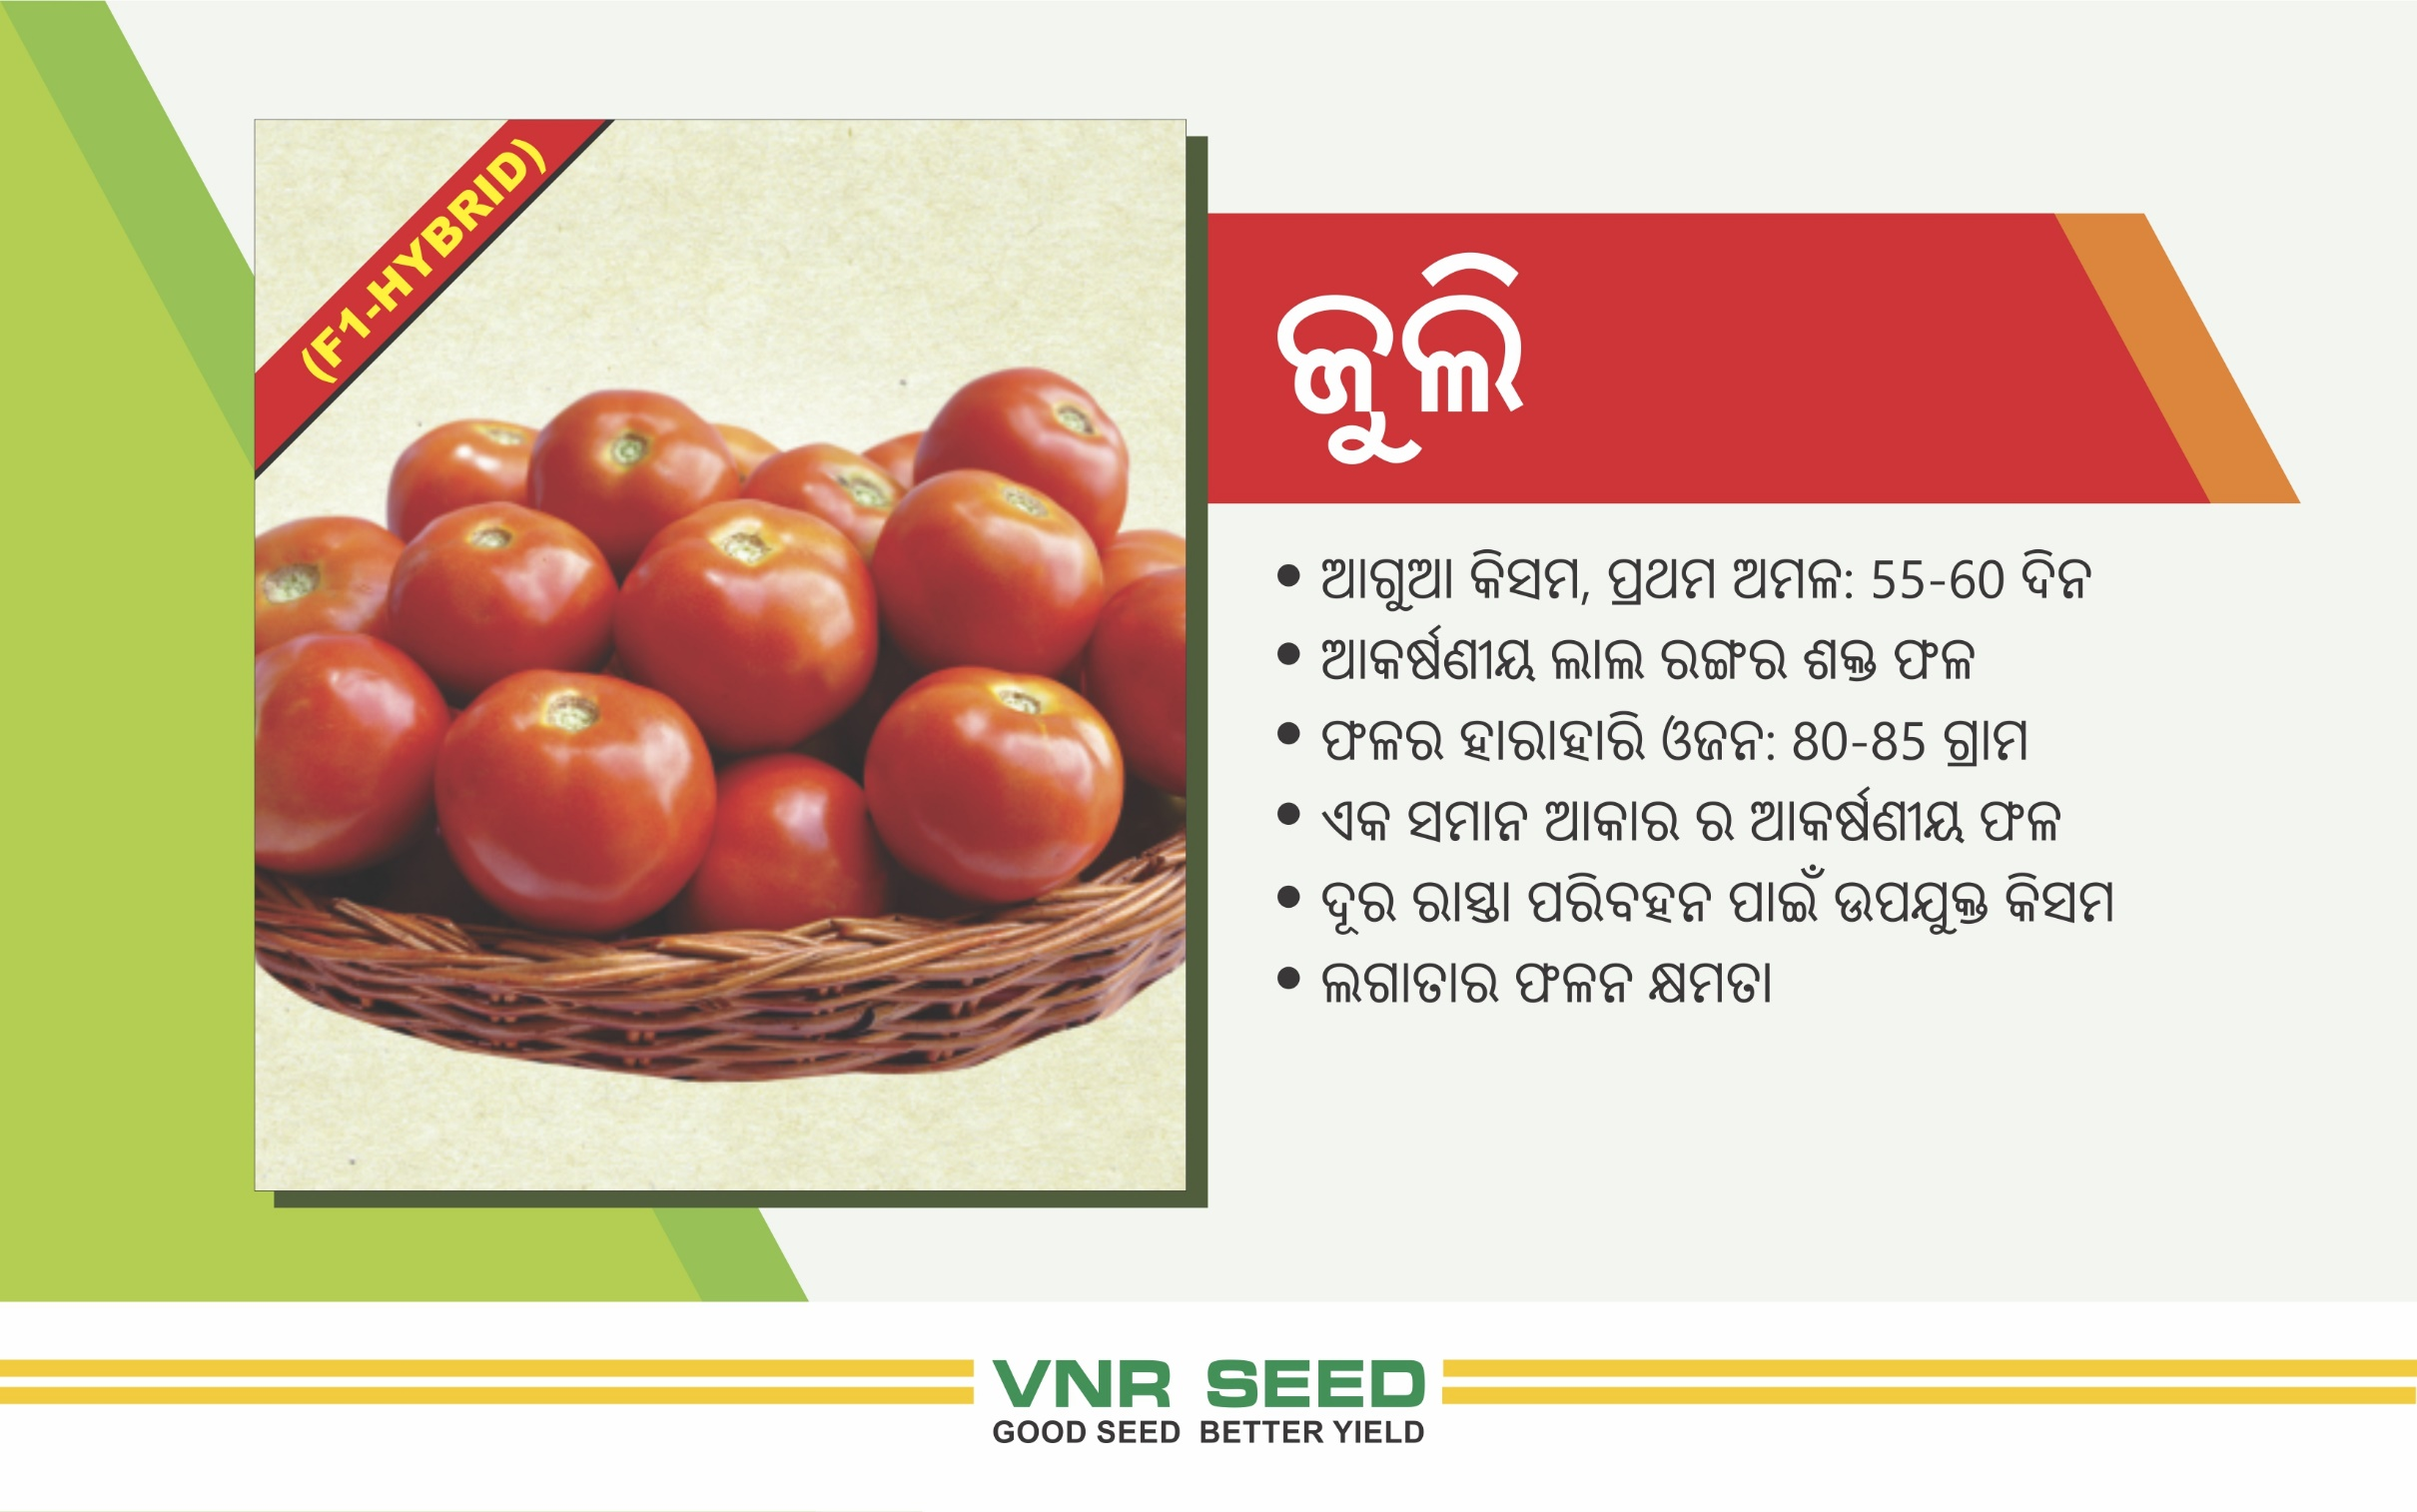 (F1-HYBRID))
ଜୁଲି
• ଆଗୁଆ କିସମ, ପ୍ରଥମ ଅମଳ: 55-60 ଦିନ
• ଆକର୍ଷଣୀୟ ଲାଲ ରଙ୍ଗର ଶକ୍ତ ଫଳ
• ଫଳର ହାରାହାରି ଓଜନ: 80-85 ଗ୍ରାମ
• ଏକ ସମାନ ଆକାର ର ଆକର୍ଷଣୀୟ ଫଳ
• ଦୂର ରାସ୍ତା ପରିବହନ ପାଇଁ ଉପଯୁକ୍ତ କିସମ
• ଲଗାତାର ଫଳନ କ୍ଷମତା
VNR SEED
GOOD SEED BETTER YIELD